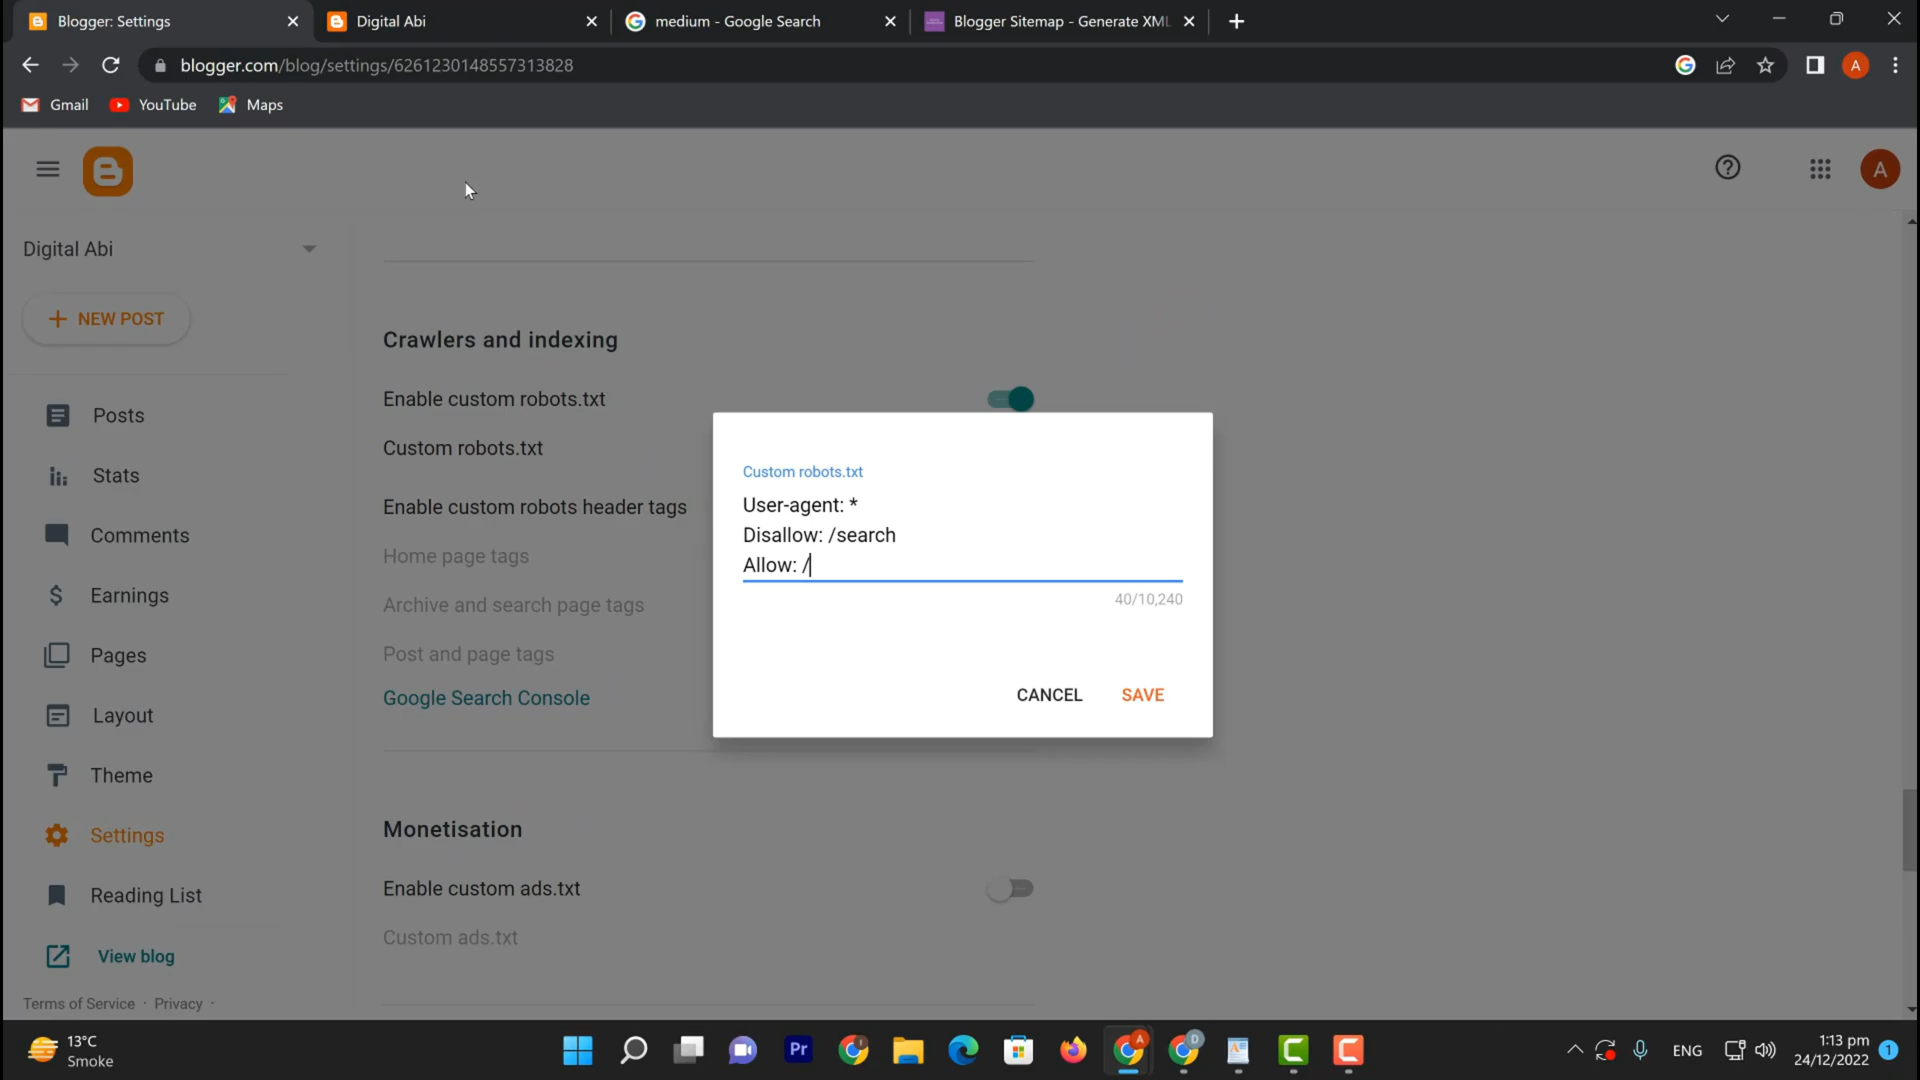 Blogger: Settings
Digital Abi
medium - Google Search
Blogger Sitemap - Generate XML
blogger.com/blog/settings/6261230148557313828
A
Gmail
YouTube
Maps
A
Digital Abi
NEW POST
Posts
Stats
Comments
Earnings
Pages
Layout
Theme
Settings
Reading List
View blog
Terms of Service · Privacy ·
Crawlers and indexing
Enable custom robots.txt
Custom robots.txt
Enable custom robots header tags
Home page tags
Archive and search page tags
Post and page tags
Google Search Console
Monetisation
Enable custom ads.txt
Custom ads.txt
Custom robots.txt
User-agent: *
Disallow: /search
Allow: /
40/10,240
CANCEL
SAVE
13°C
Smoke
Pr
A
D
ENG
1:13 pm
24/12/2022
1